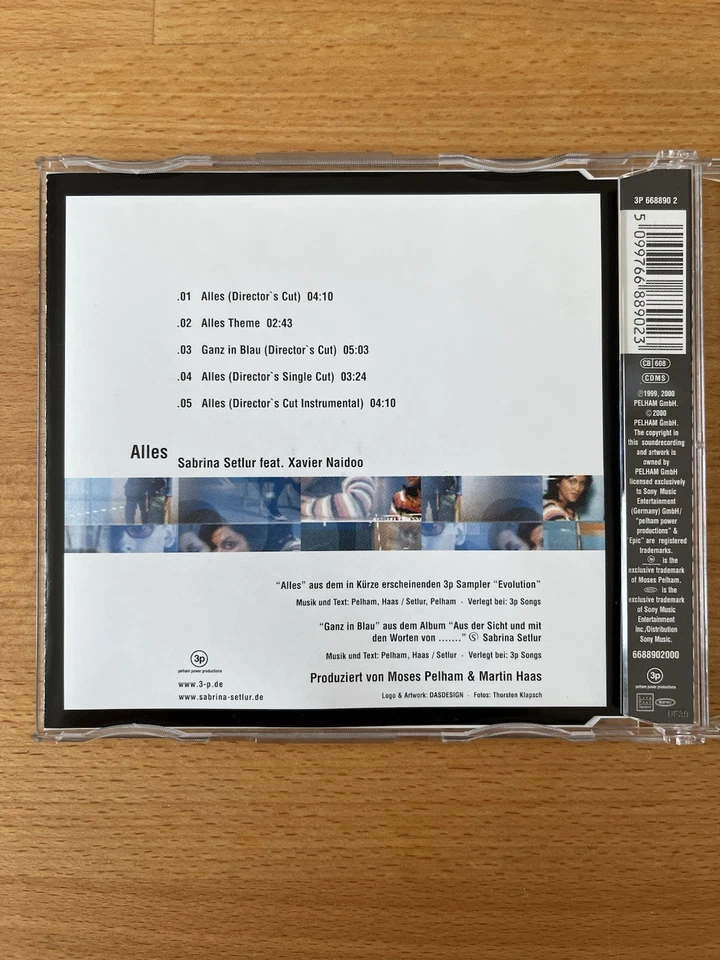 .01 Alles (Director`s Cut) 04:10
.02 Alles Theme 02:43
.03 Ganz in Blau (Director`s Cut) 05:03
.04 Alles (Director`s Single Cut) 03:24
.05 Alles (Director`s Cut Instrumental) 04:10
Alles Sabrina Setlur feat. Xavier Naidoo
“Alles” aus dem in Kürze erscheinenden 3p Sampler “Evolution”
Musik und Text: Pelham, Haas / Setlur, Pelham · Verlegt bei: 3p Songs
“Ganz in Blau” aus dem Album “Aus der Sicht und mit
den Worten von .......” Ⓢ Sabrina Setlur
Musik und Text: Pelham, Haas / Setlur · Verlegt bei: 3p Songs
Produziert von Moses Pelham & Martin Haas
Logo & Artwork: DASDESIGN · Fotos: Thorsten Klapsch
3p
pelham power productions
www.3-p.de
www.sabrina-setlur.de
3P 668890 2
5 099766 889023
CB 608
CDMS
℗1999, 2000
PELHAM GmbH.
©2000
PELHAM GmbH.
The copyright in
this soundrecording
and artwork is
owned by
PELHAM GmbH
licensed exclusively
to Sony Music
Entertainment
(Germany) GmbH/
“pelham power
productions” &
“Epic” are registered
trademarks.
is the
exclusive trademark
of Moses Pelham.
is the
exclusive trademark
of Sony Music
Entertainment
Inc./Distribution
Sony Music.
6688902000
3p
pelham power productions